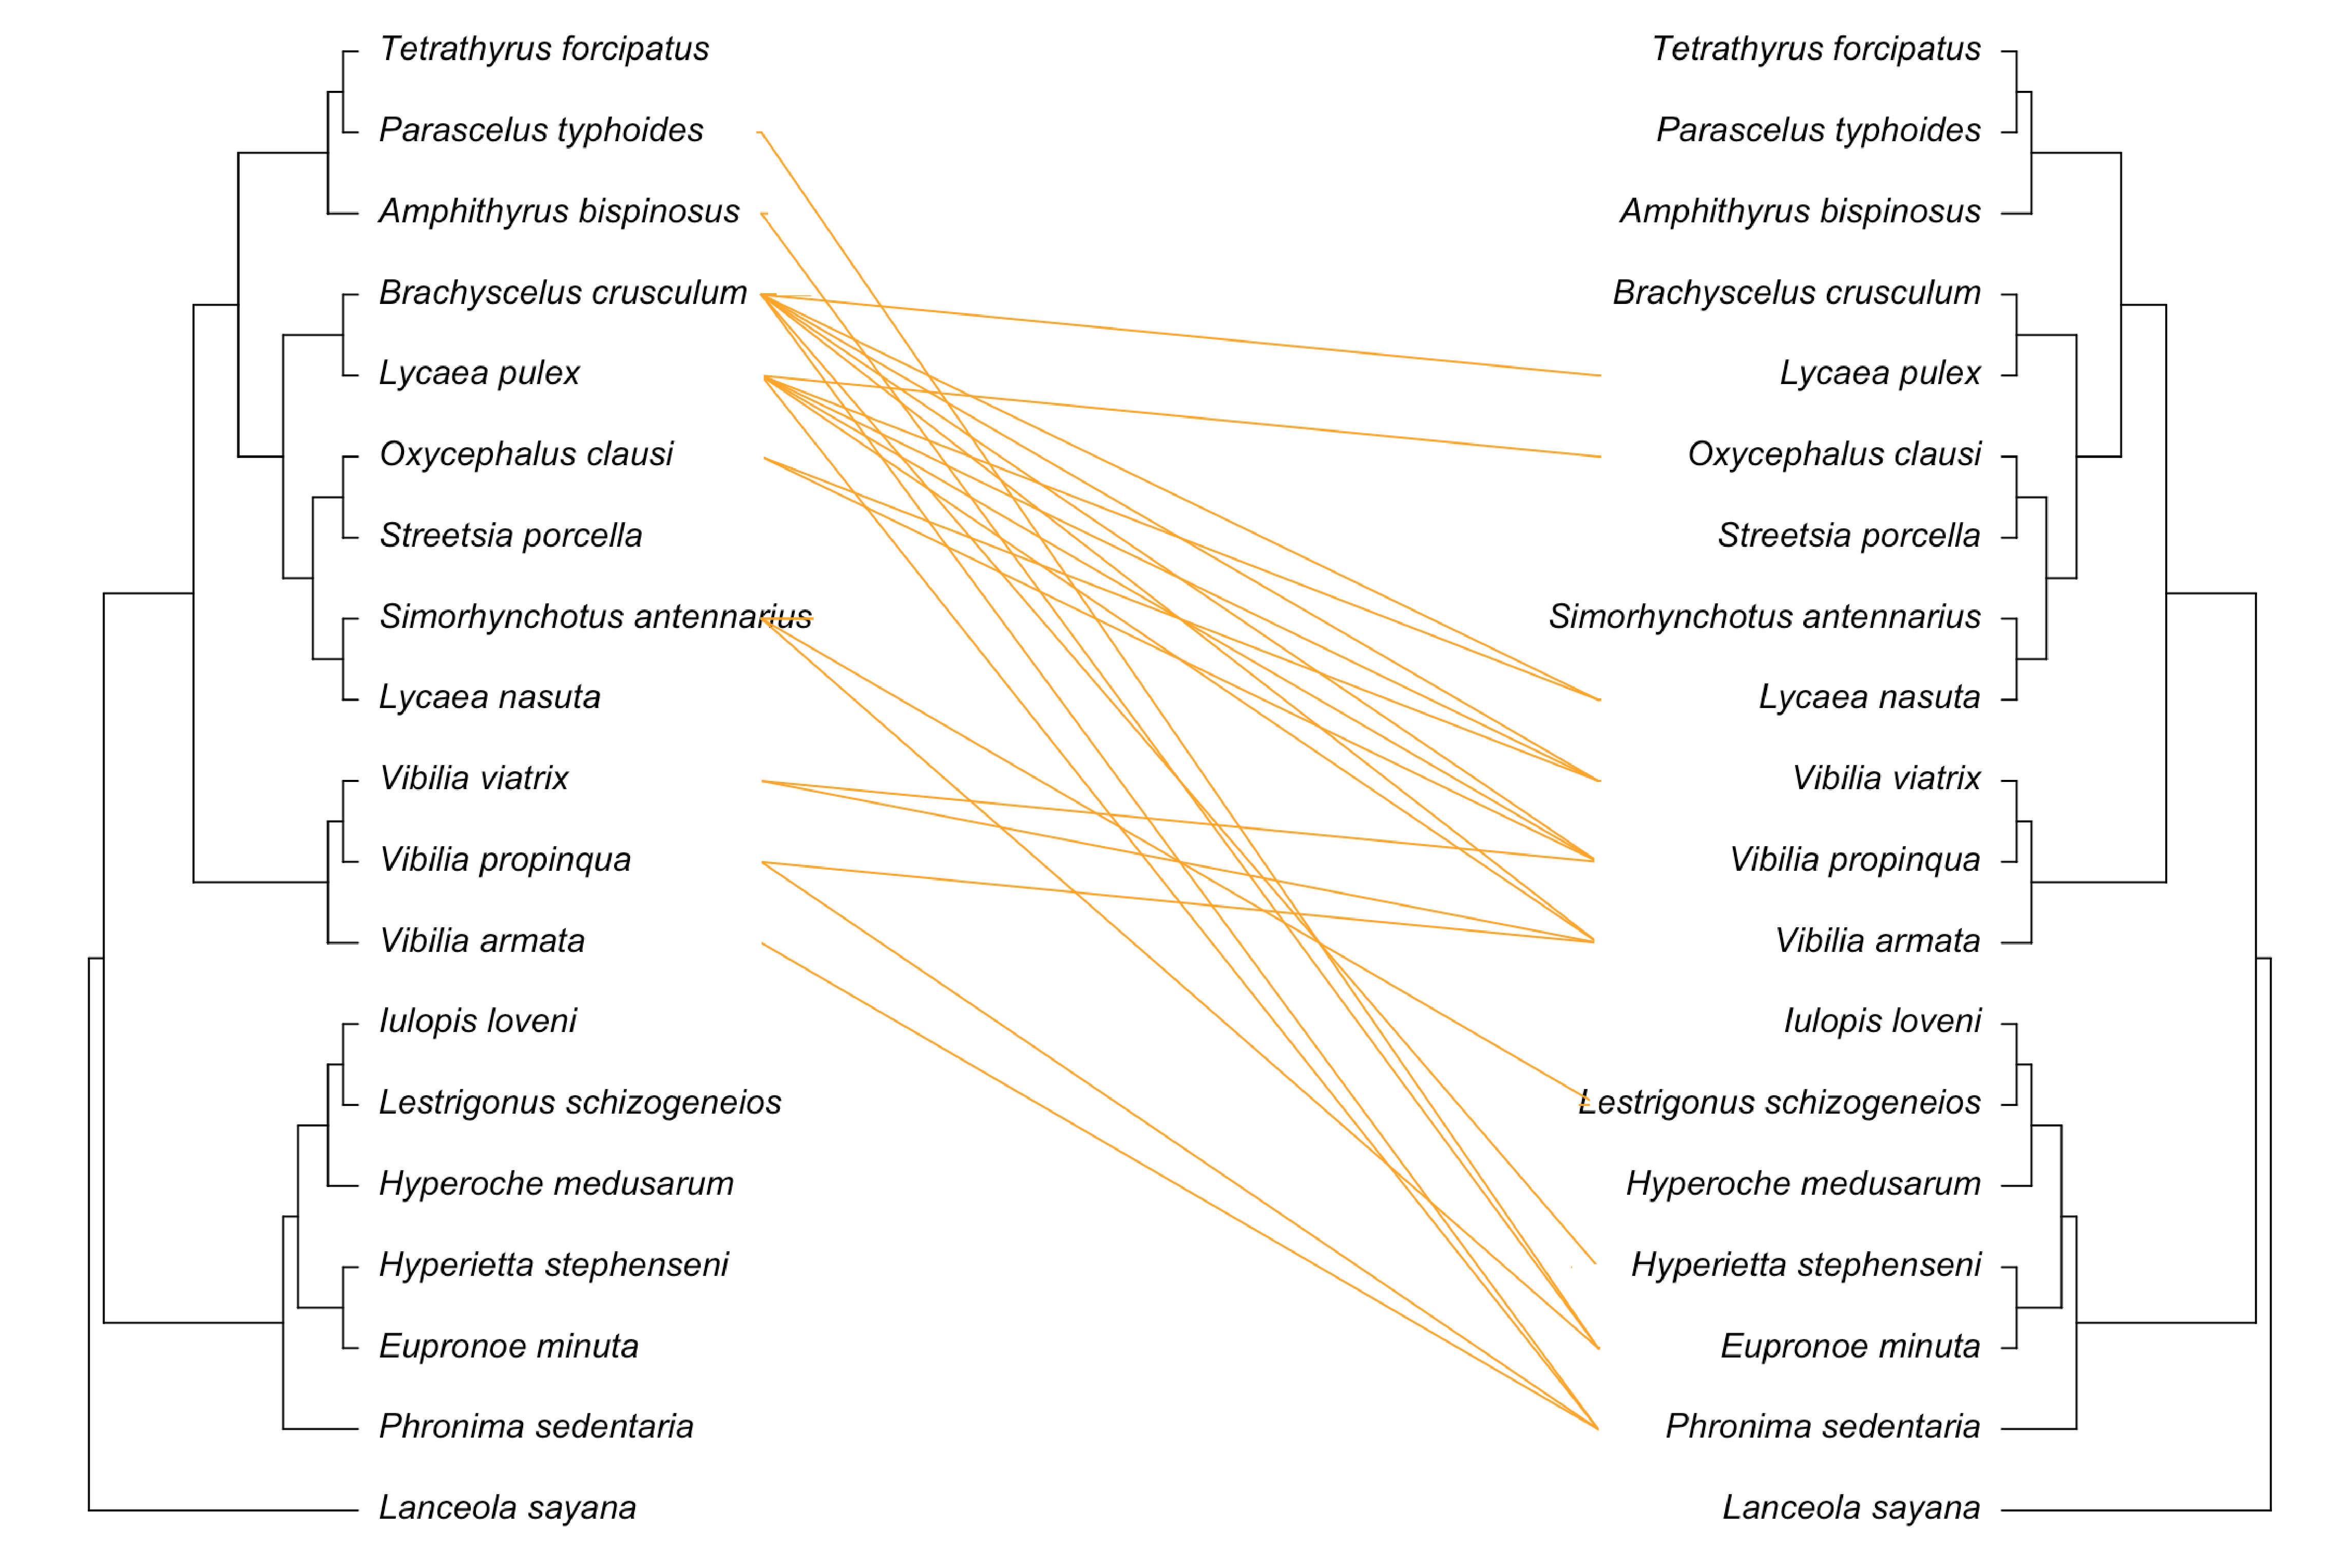 Tetrathyrus forcipatus
Parascelus typhoides
Amphithyrus bispinosus
Brachyscelus crusculum
Lycaea pulex
Oxycephalus clausi
Streetsia porcella
Simorhynchotus antennarius
Lycaea nasuta
Vibilia viatrix
Vibilia propinqua
Vibilia armata
Iulopis loveni
Lestrigonus schizogeneios
Hyperoche medusarum
Hyperietta stephenseni
Eupronoe minuta
Phronima sedentaria
Lanceola sayana
Tetrathyrus forcipatus
Parascelus typhoides
Amphithyrus bispinosus
Brachyscelus crusculum
Lycaea pulex
Oxycephalus clausi
Streetsia porcella
Simorhynchotus antennarius
Lycaea nasuta
Vibilia viatrix
Vibilia propinqua
Vibilia armata
Iulopis loveni
Lestrigonus schizogeneios
Hyperoche medusarum
Hyperietta stephenseni
Eupronoe minuta
Phronima sedentaria
Lanceola sayana